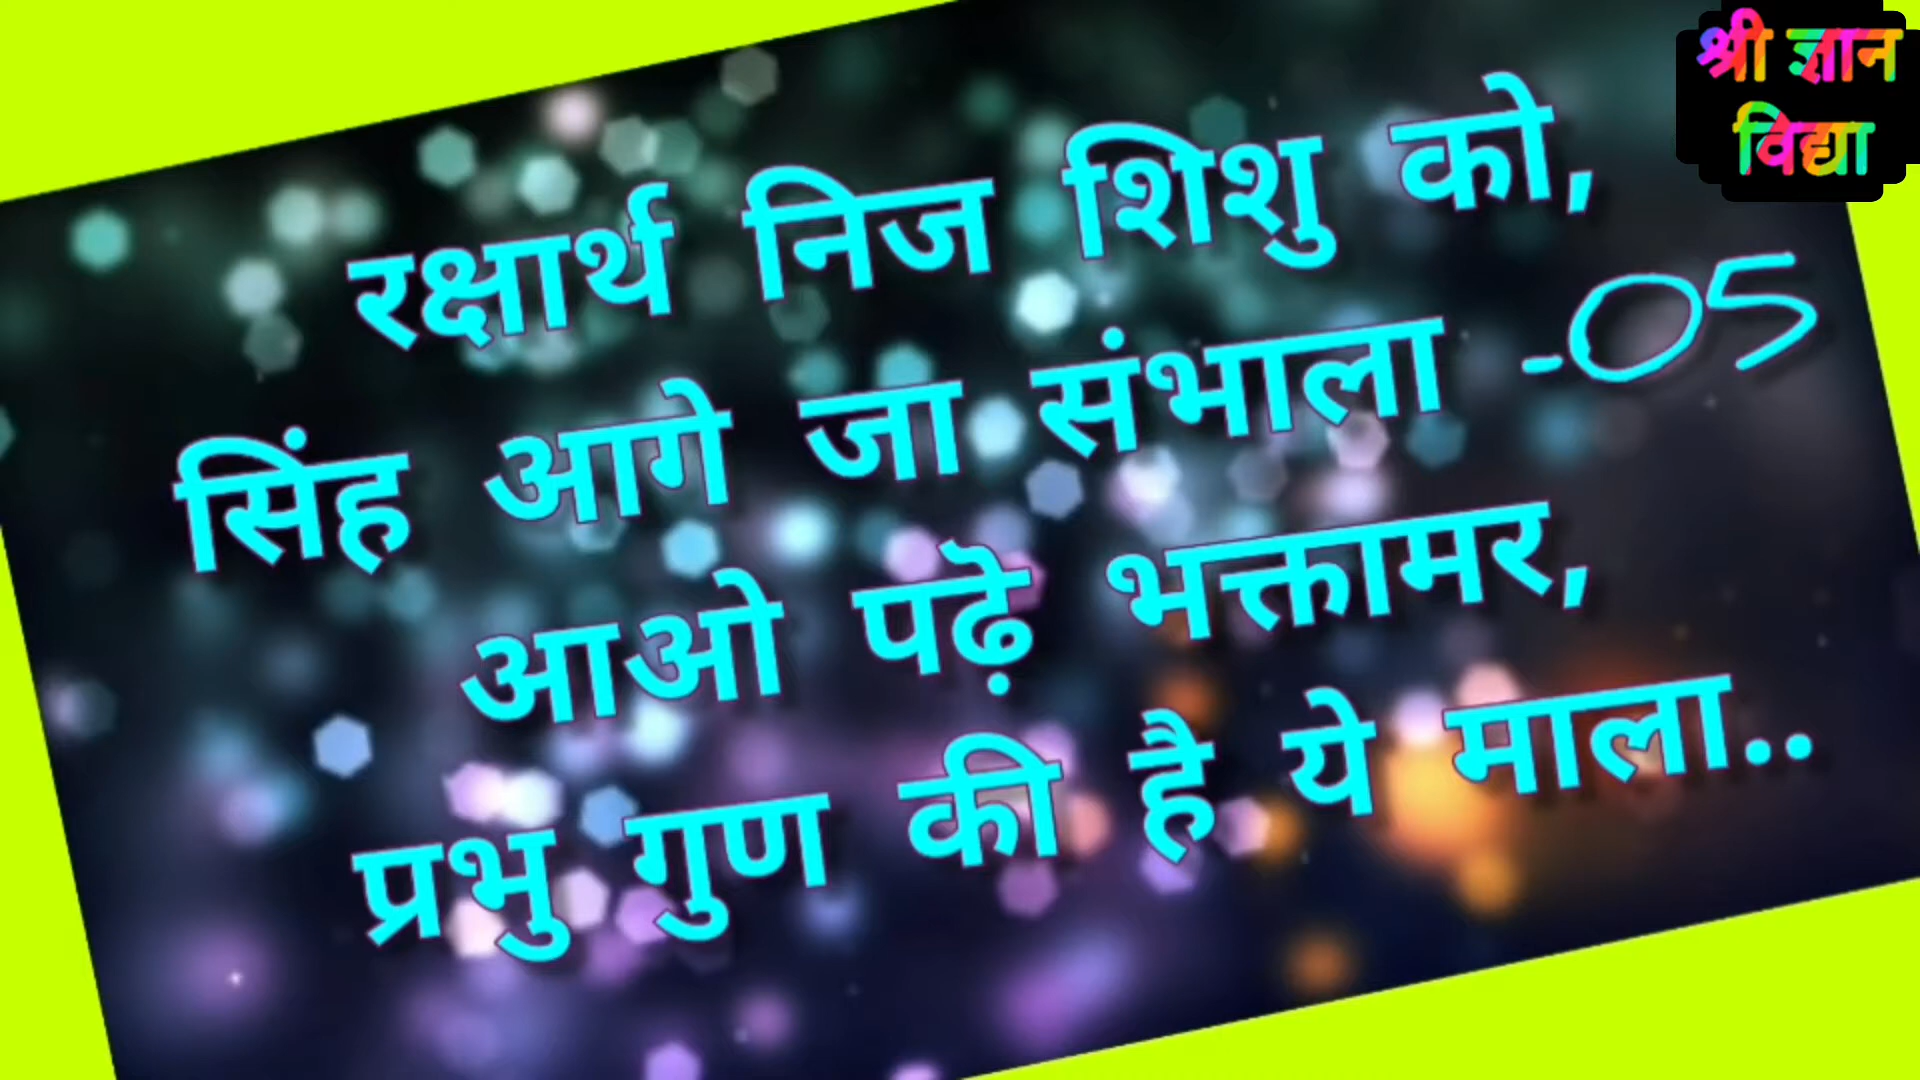 श्री ज्ञान
विद्या
रक्षार्थ निज शिशु को,
सिंह आगे जा संभाला -05
आओ पढ़े भक्तामर,
प्रभु गुण की है ये माला..